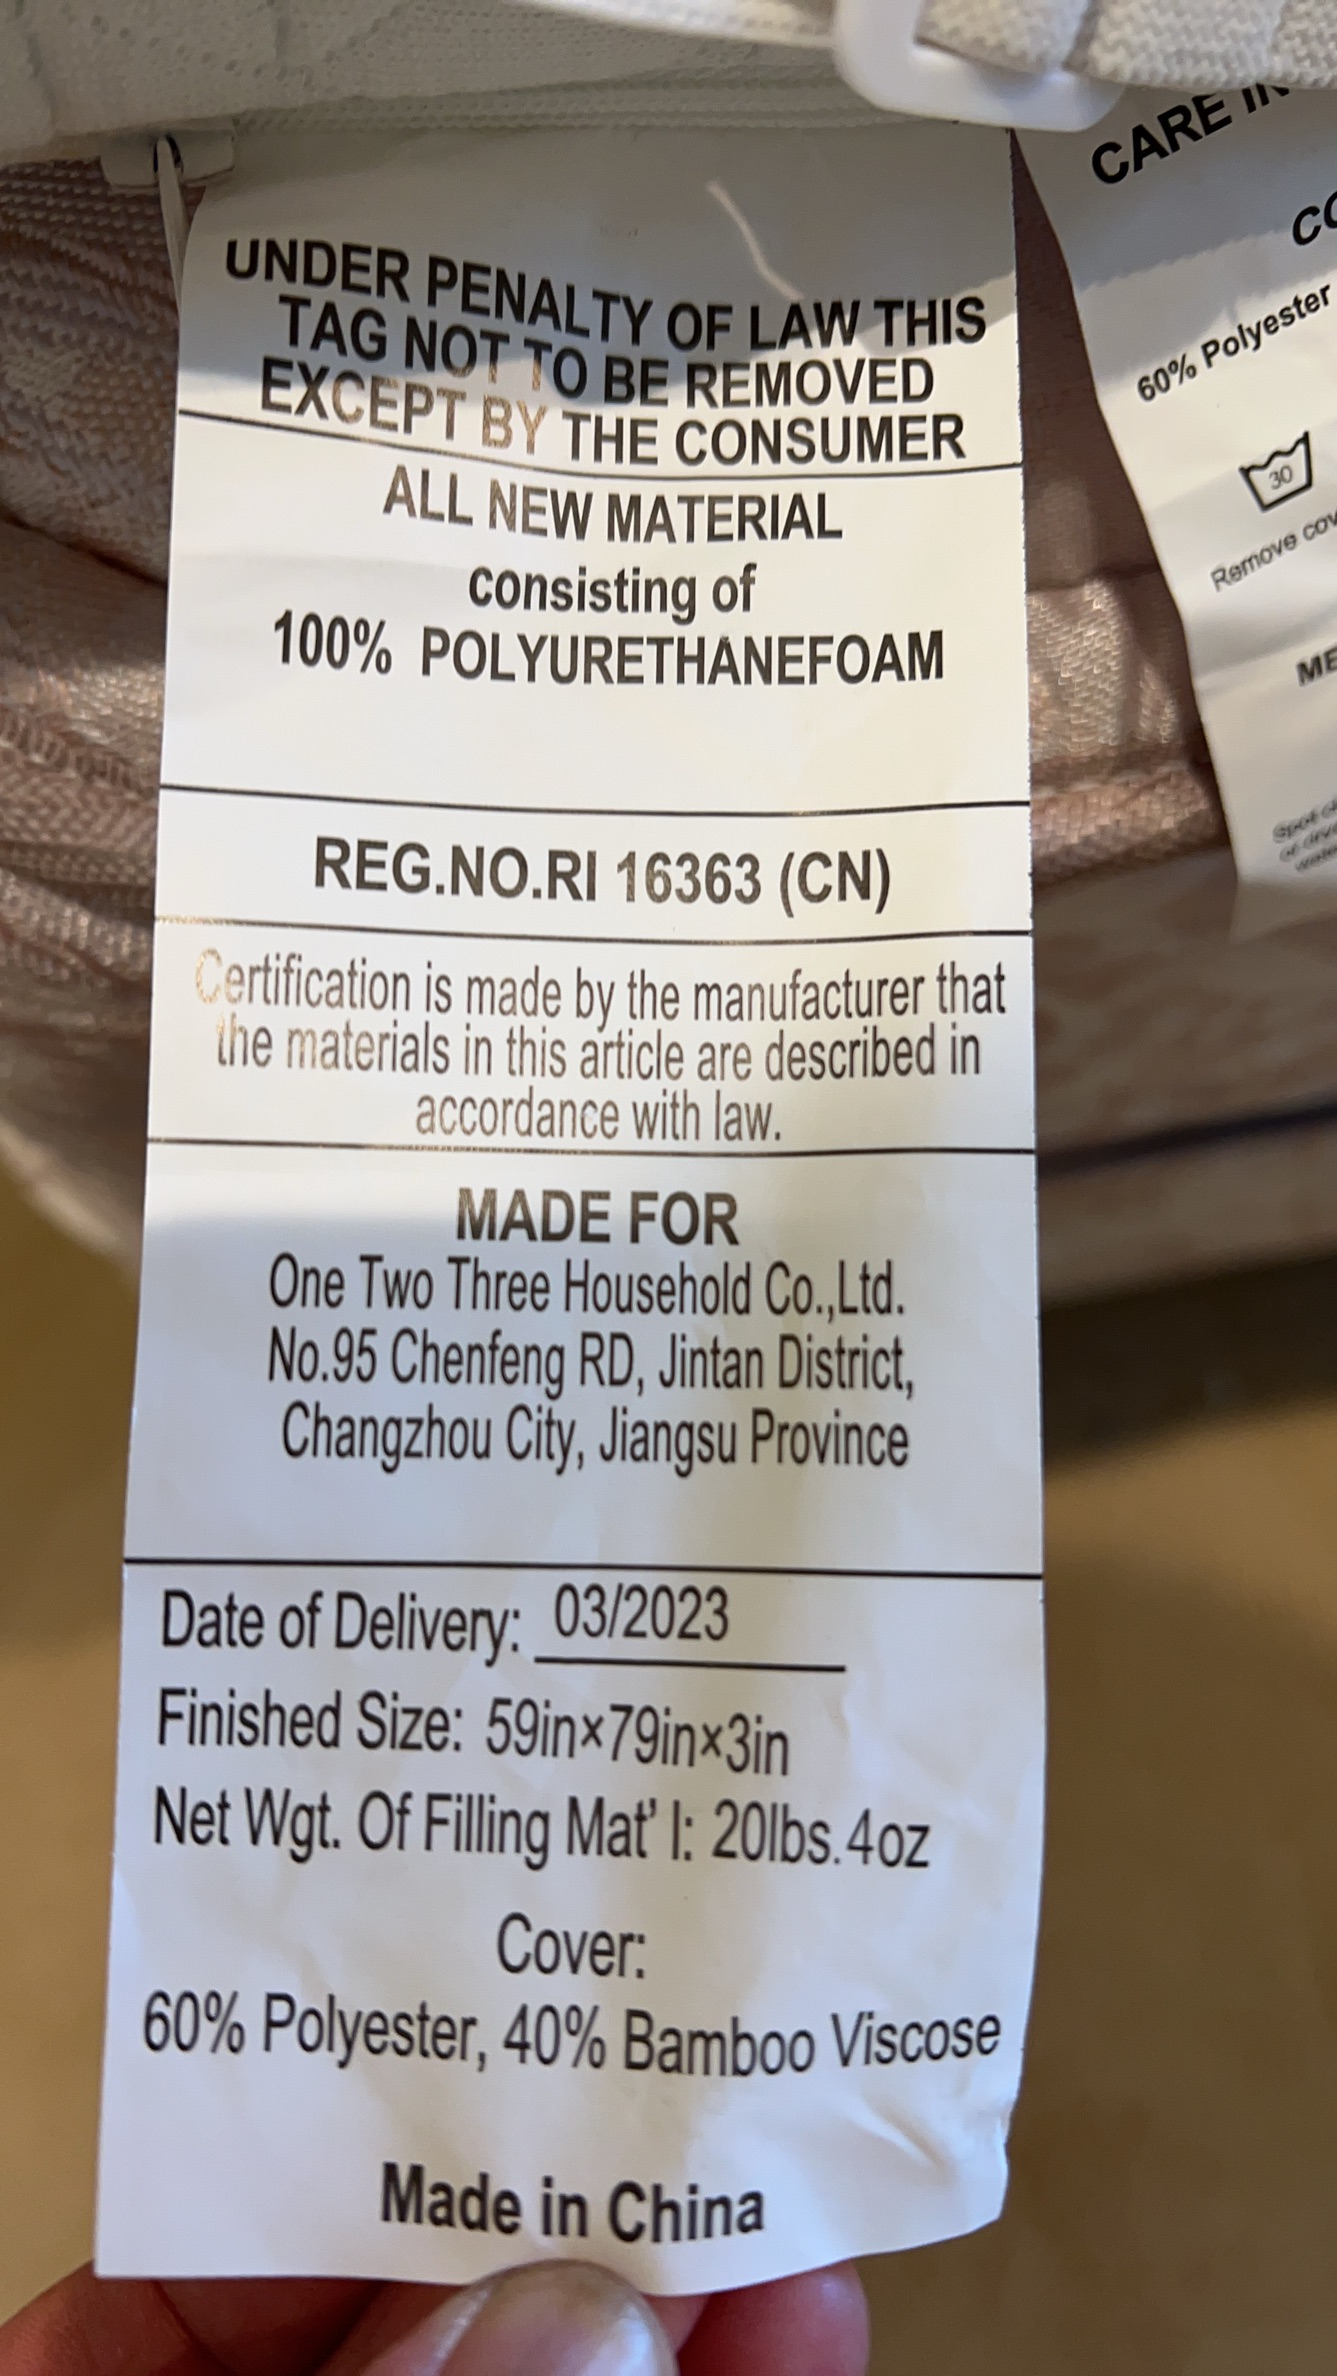 UNDER PENALTY OF LAW THIS
TAG NOT TO BE REMOVED
EXCEPT BY THE CONSUMER
ALL NEW MATERIAL
consisting of
100% POLYURETHANEFOAM
REG.NO.RI 16363 (CN)
Certification is made by the manufacturer that
the materials in this article are described in
accordance with law.
MADE FOR
One Two Three Household Co.,Ltd.
No.95 Chenfeng RD, Jintan District,
Changzhou City, Jiangsu Province
Date of Delivery: 03/2023
Finished Size: 59in×79in×3in
Net Wgt. Of Filling Mat' l: 20lbs.4oz
Cover:
60% Polyester, 40% Bamboo Viscose
Made in China
CARE
60% Polyester
30
Remove